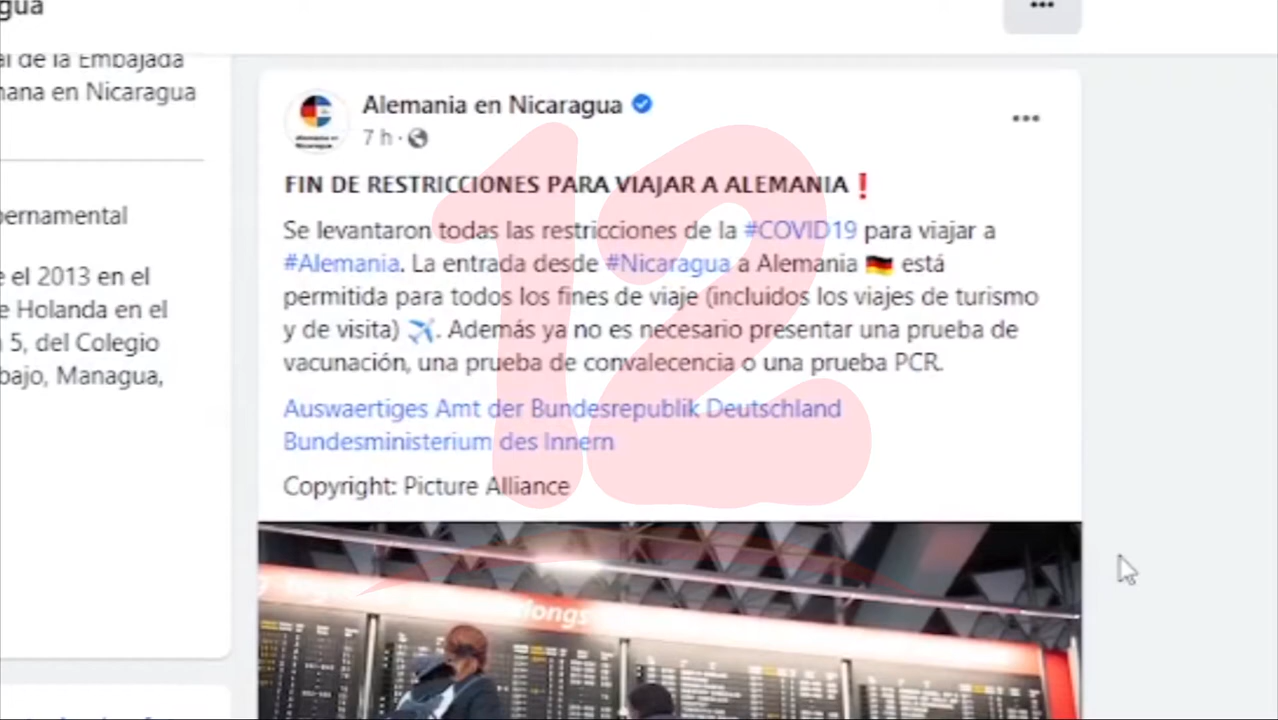 gua
al de la Embajada
mana en Nicaragua
bernamental
e el 2013 en el
e Holanda en el
5, del Colegio
bajo, Managua,
Alemania en Nicaragua
7 h ·
FIN DE RESTRICCIONES PARA VIAJAR A ALEMANIA❗
Se levantaron todas las restricciones de la #COVID19 para viajar a
#Alemania. La entrada desde #Nicaragua a Alemania 🇩🇪 está
permitida para todos los fines de viaje (incluidos los viajes de turismo
y de visita) ✈️. Además ya no es necesario presentar una prueba de
vacunación, una prueba de convalecencia o una prueba PCR.
Auswaertiges Amt der Bundesrepublik Deutschland
Bundesministerium des Innern
Copyright: Picture Alliance
12